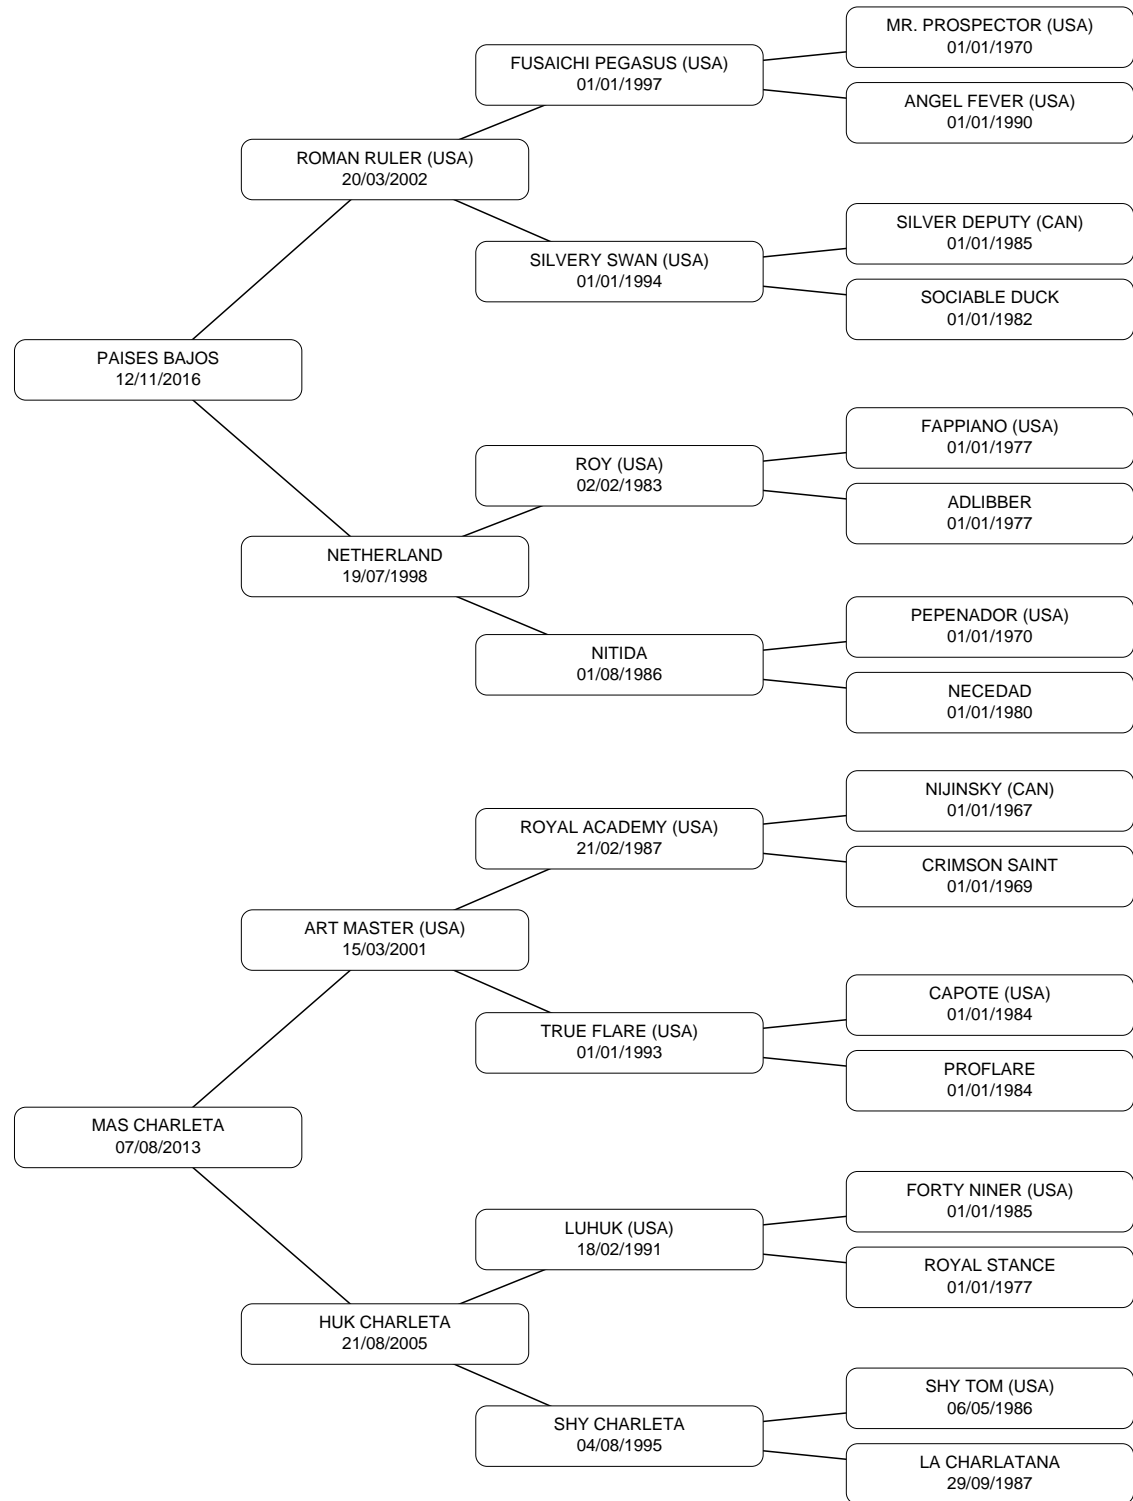 MR. PROSPECTOR (USA)
01/01/1970
FUSAICHI PEGASUS (USA)
01/01/1997
ANGEL FEVER (USA)
01/01/1990
ROMAN RULER (USA)
20/03/2002
SILVER DEPUTY (CAN)
01/01/1985
SILVERY SWAN (USA)
01/01/1994
SOCIABLE DUCK
01/01/1982
PAISES BAJOS
12/11/2016
FAPPIANO (USA)
01/01/1977
ROY (USA)
02/02/1983
ADLIBBER
01/01/1977
NETHERLAND
19/07/1998
PEPENADOR (USA)
01/01/1970
NITIDA
01/08/1986
NECEDAD
01/01/1980
NIJINSKY (CAN)
01/01/1967
ROYAL ACADEMY (USA)
21/02/1987
CRIMSON SAINT
01/01/1969
ART MASTER (USA)
15/03/2001
CAPOTE (USA)
01/01/1984
TRUE FLARE (USA)
01/01/1993
PROFLARE
01/01/1984
MAS CHARLETA
07/08/2013
FORTY NINER (USA)
01/01/1985
LUHUK (USA)
18/02/1991
ROYAL STANCE
01/01/1977
HUK CHARLETA
21/08/2005
SHY TOM (USA)
06/05/1986
SHY CHARLETA
04/08/1995
LA CHARLATANA
29/09/1987